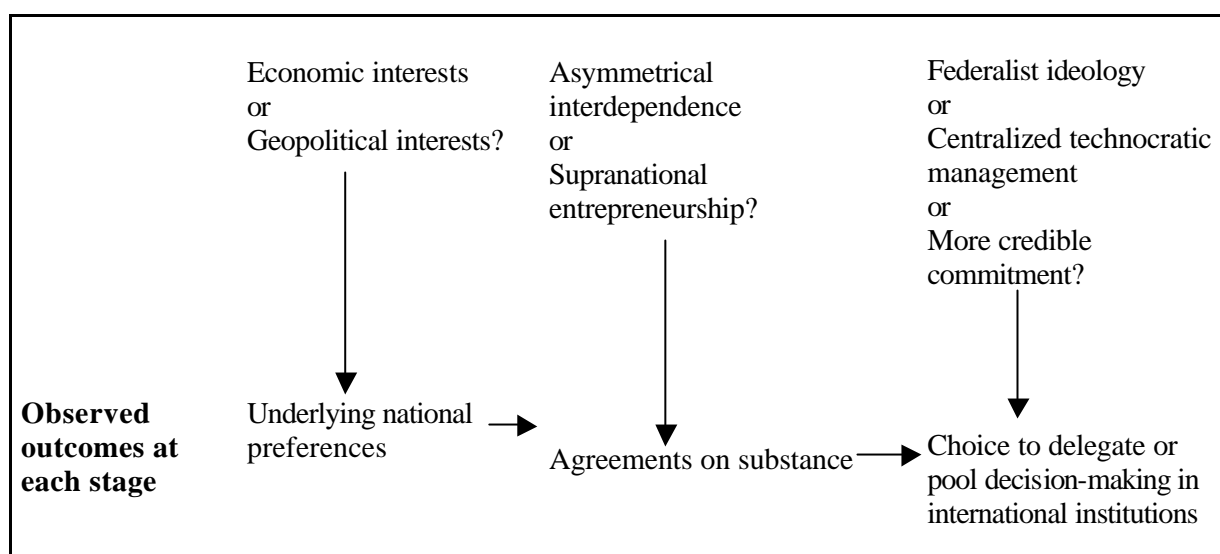 Economic interests
or
Geopolitical interests?
Asymmetrical
interdependence
or
Supranational
entrepreneurship?
Federalist ideology
or
Centralized technocratic
management
or
More credible
commitment?
Observed
outcomes at
each stage
Underlying national
preferences
Agreements on substance
Choice to delegate or
pool decision-making in
international institutions